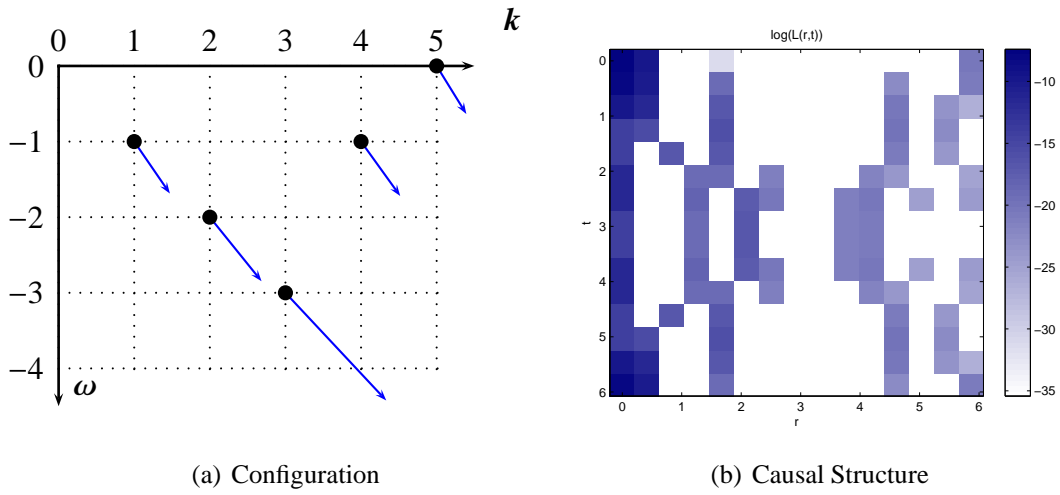 k
0 1 2 3 4 5
0
−1
−2
−3
−4
ω
log(L(r,t))
0
1
2
3
4
5
6
t
0 1 2 3 4 5 6
r
−10
−15
−20
−25
−30
−35
(a) Configuration
(b) Causal Structure